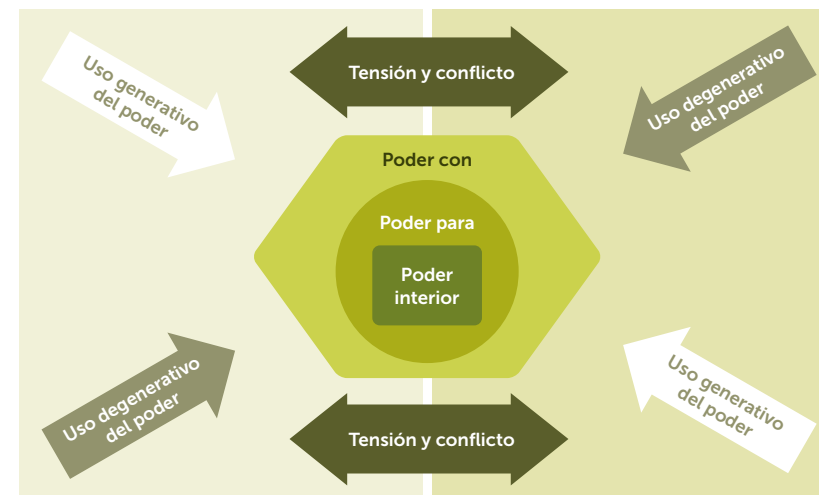 Uso generativo
del poder
Tensión y conflicto
Uso degenerativo
del poder
Poder con
Poder para
Poder
interior
Uso degenerativo
del poder
Tensión y conflicto
Uso generativo
del poder